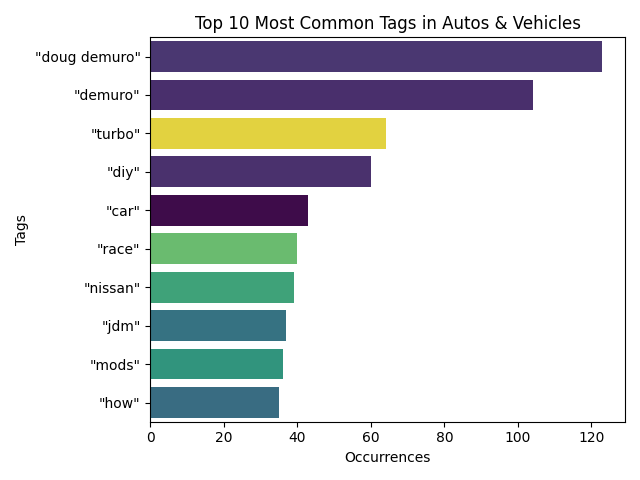 Top 10 Most Common Tags in Autos & Vehicles
Tags
"doug demuro"
"demuro"
"turbo"
"diy"
"car"
"race"
"nissan"
"jdm"
"mods"
"how"
0 20 40 60 80 100 120
Occurrences